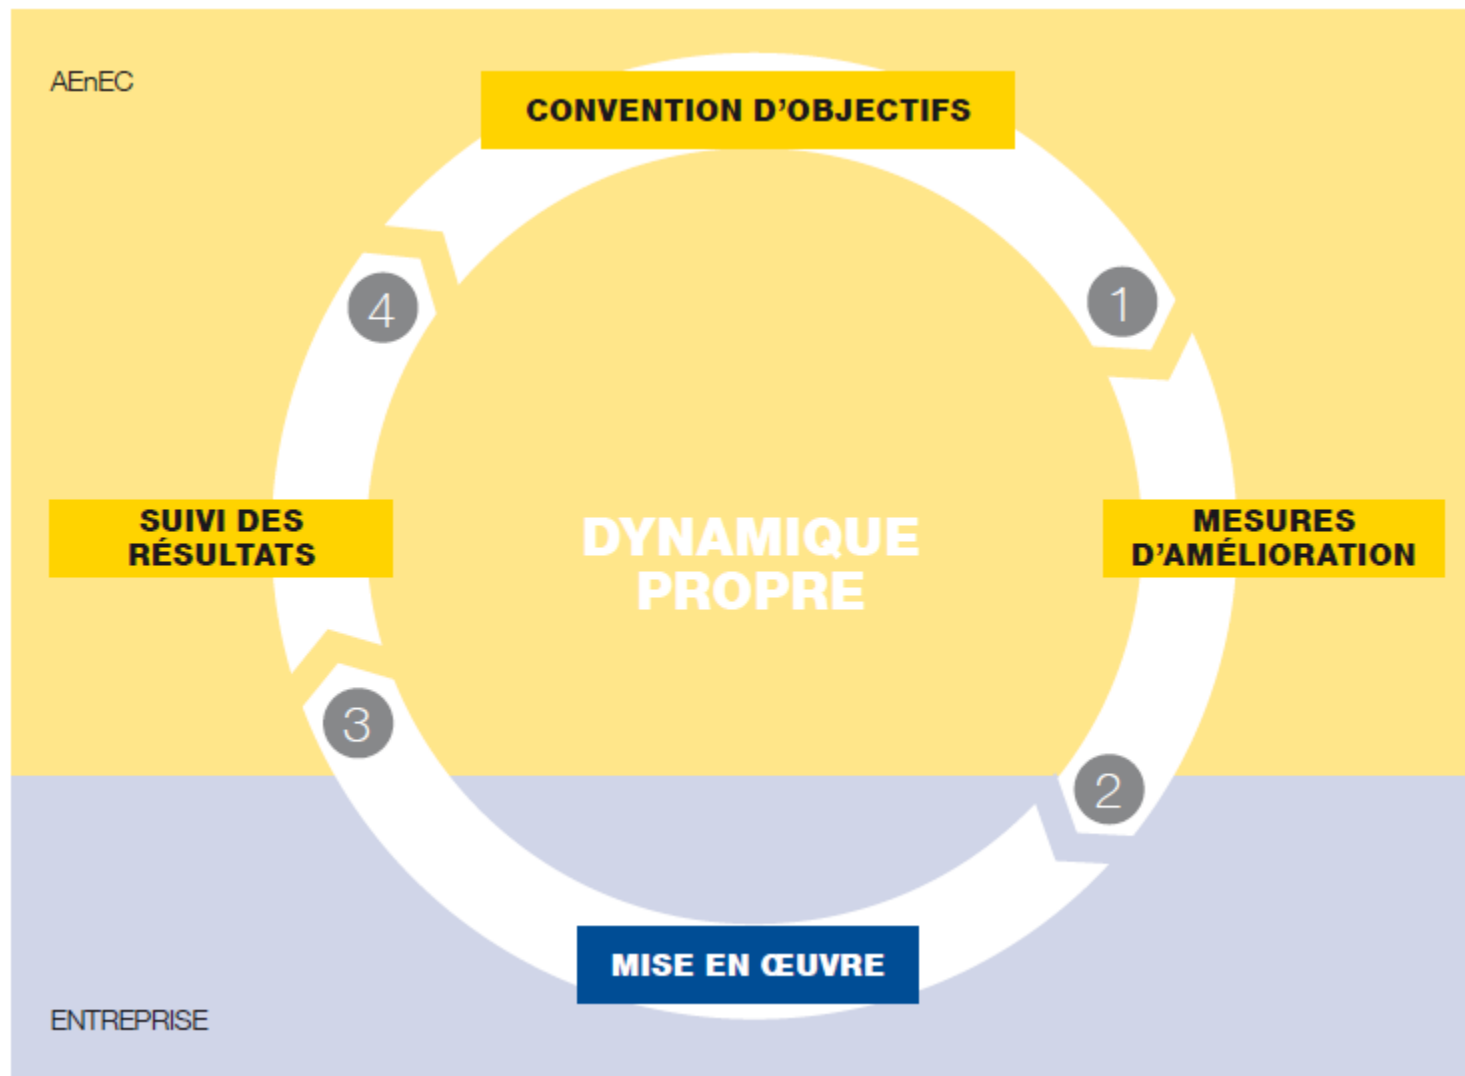 AEnEC
CONVENTION D’OBJECTIFS
4
1
SUIVI DES
RÉSULTATS
DYNAMIQUE
PROPRE
MESURES
D’AMÉLIORATION
3
2
MISE EN ŒUVRE
ENTREPRISE